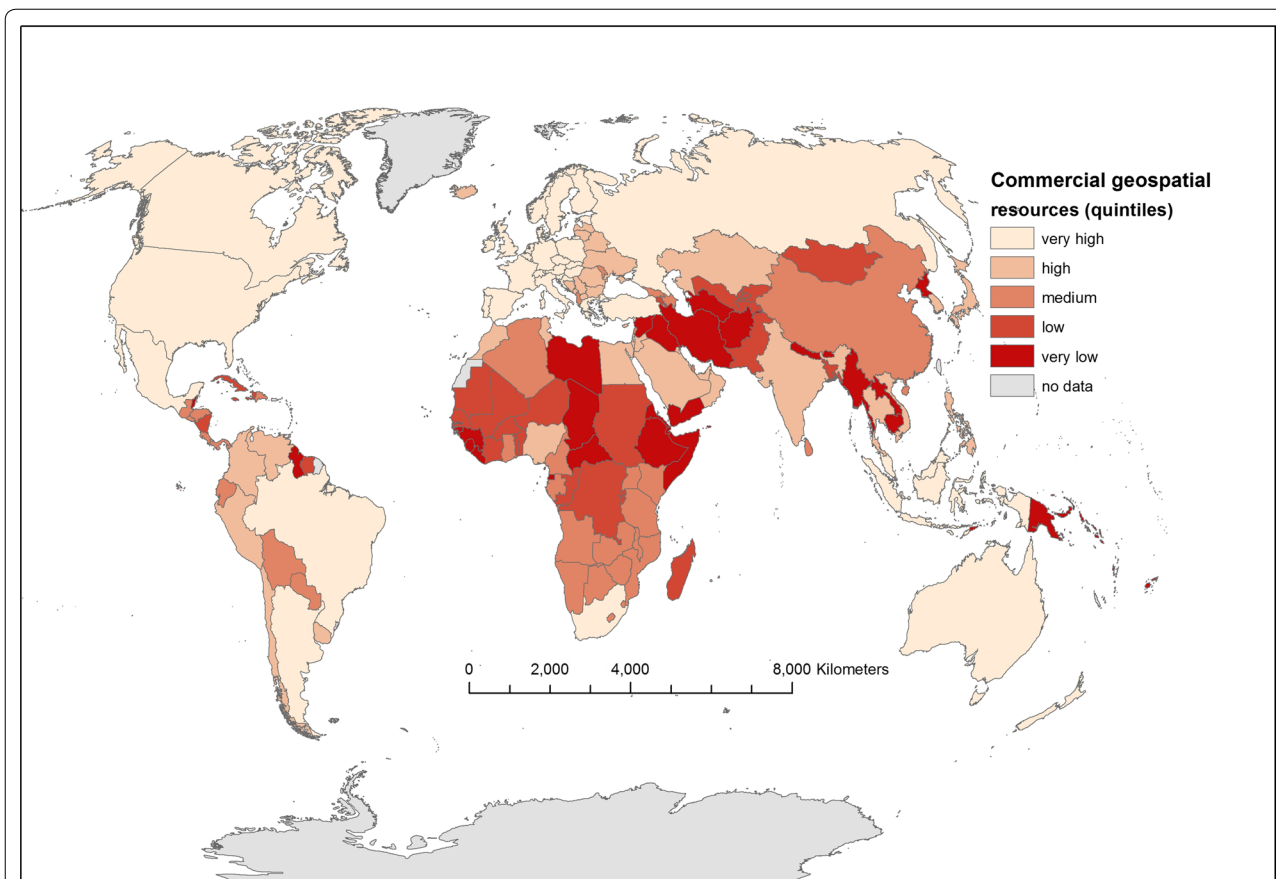 Commercial geospatial
resources (quintiles)
very high
high
medium
low
very low
no data
0 2,000 4,000 8,000 Kilometers